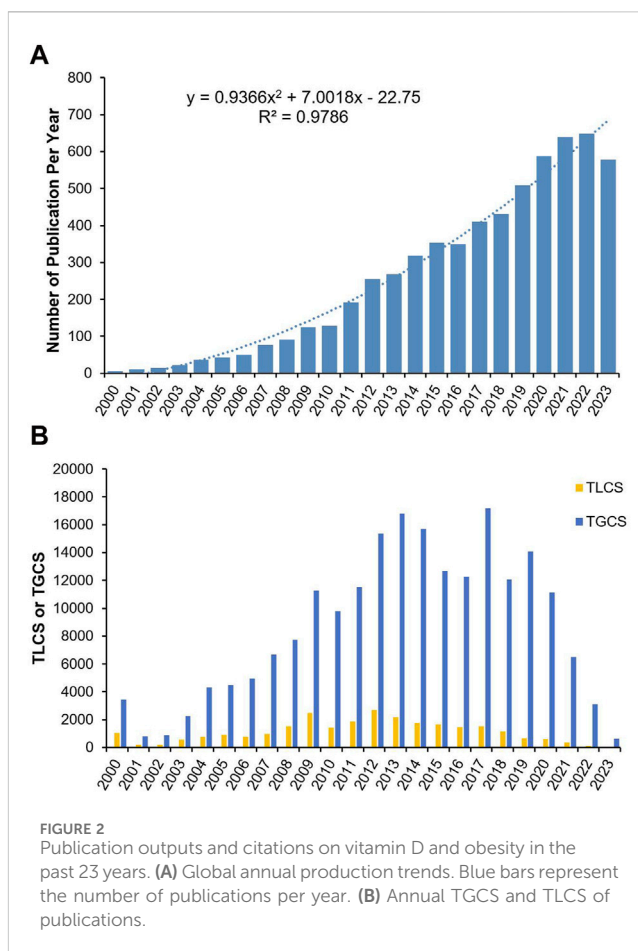 A
y = 0.9366x² + 7.0018x - 22.75
R² = 0.9786
Number of Publication Per Year
800
700
600
500
400
300
200
100
0
2000 2001 2002 2003 2004 2005 2006 2007 2008 2009 2010 2011 2012 2013 2014 2015 2016 2017 2018 2019 2020 2021 2022 2023
B
TLCS or TGCS
20000
18000
16000
14000
12000
10000
8000
6000
4000
2000
0
TLCS
TGCS
2000 2001 2002 2003 2004 2005 2006 2007 2008 2009 2010 2011 2012 2013 2014 2015 2016 2017 2018 2019 2020 2021 2022 2023
FIGURE 2
Publication outputs and citations on vitamin D and obesity in the
past 23 years. (A) Global annual production trends. Blue bars represent
the number of publications per year. (B) Annual TGCS and TLCS of
publications.